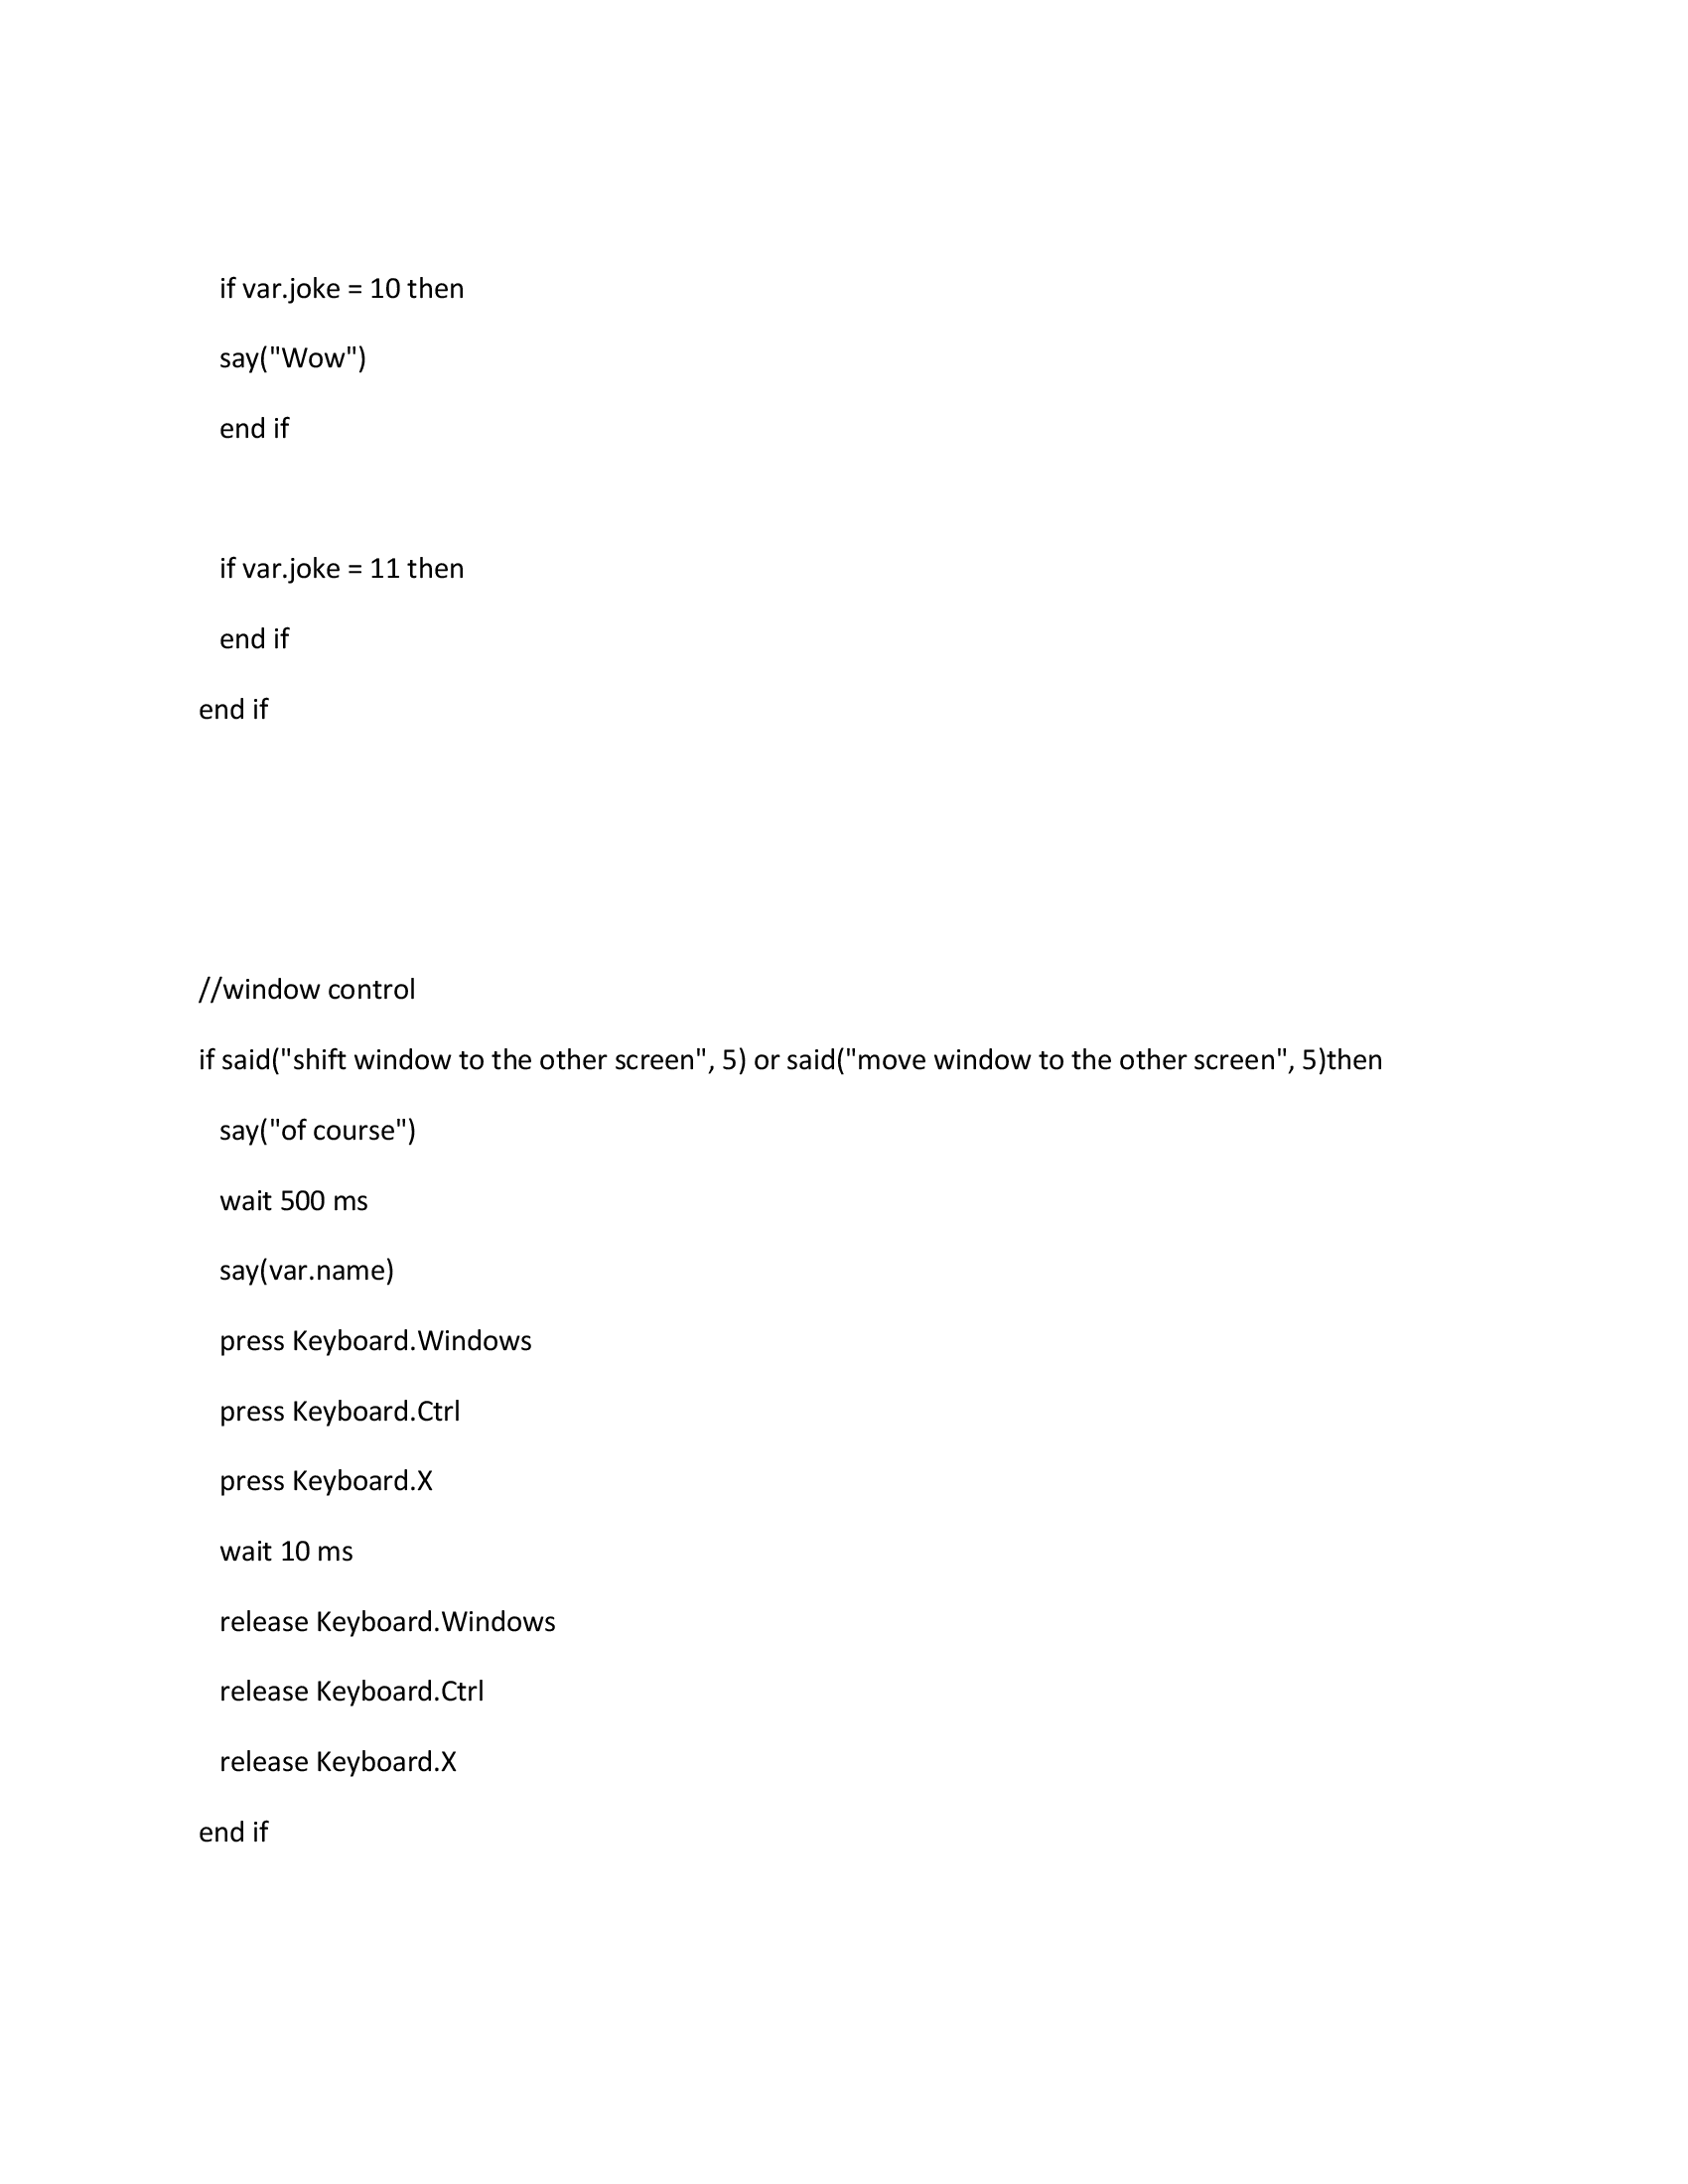 if var.joke = 10 then
say("Wow")
end if
if var.joke = 11 then
end if
end if
//window control
if said("shift window to the other screen", 5) or said("move window to the other screen", 5)then
say("of course")
wait 500 ms
say(var.name)
press Keyboard.Windows
press Keyboard.Ctrl
press Keyboard.X
wait 10 ms
release Keyboard.Windows
release Keyboard.Ctrl
release Keyboard.X
end if